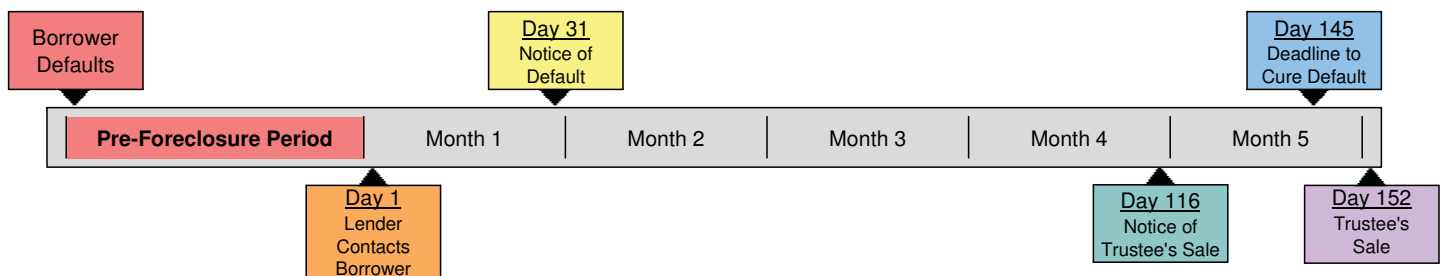 Borrower
Defaults
Day 31
Notice of
Default
Day 145
Deadline to
Cure Default
Pre-Foreclosure Period
Month 1
Month 2
Month 3
Month 4
Month 5
Day 1
Lender
Contacts
Borrower
Day 116
Notice of
Trustee's Sale
Day 152
Trustee's
Sale